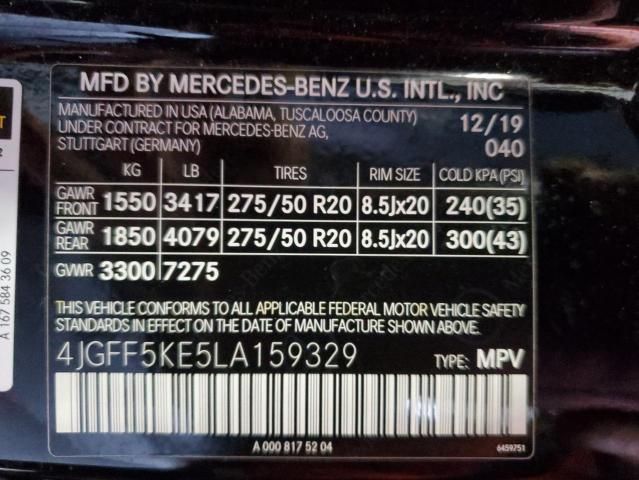 MFD BY MERCEDES-BENZ U.S. INTL., INC
MANUFACTURED IN USA (ALABAMA, TUSCALOOSA COUNTY)
UNDER CONTRACT FOR MERCEDES-BENZ AG,
STUTTGART (GERMANY)
12/19
040
KG LB TIRES RIM SIZE COLD KPA(PSI)
GAWR FRONT 1550 3417 275/50 R20 8.5Jx20 240(35)
GAWR REAR 1850 4079 275/50 R20 8.5Jx20 300(43)
GVWR 3300 7275
THIS VEHICLE CONFORMS TO ALL APPLICABLE FEDERAL MOTOR VEHICLE SAFETY
STANDARDS IN EFFECT ON THE DATE OF MANUFACTURE SHOWN ABOVE.
4JGFF5KE5LA159329 TYPE: MPV
A 000 817 52 04
6459751
A 167 584 36 09